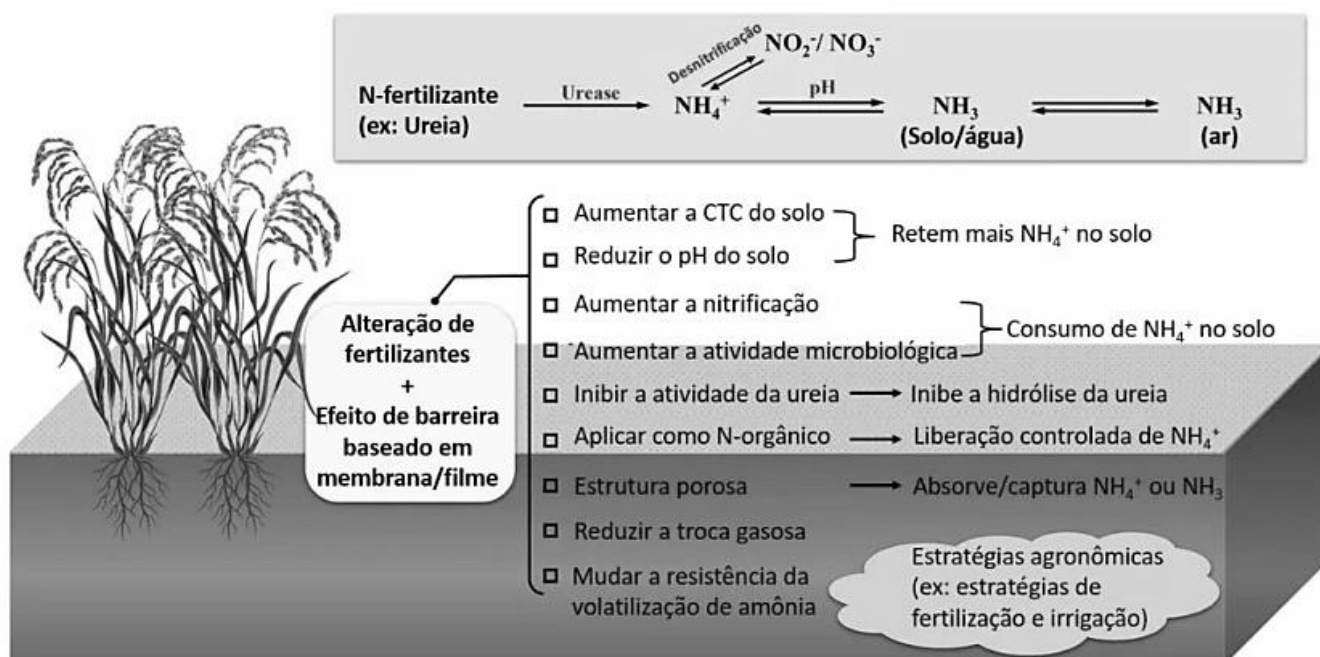 Desnitrificação
NO₂⁻/ NO₃⁻
N-fertilizante
(ex: Ureia)
Urease
NH₄⁺
pH
NH₃
(Solo/água)
NH₃
(ar)
Alteração de
fertilizantes
+
Efeito de barreira
baseado em
membrana/filme
Aumentar a CTC do solo
Reduzir o pH do solo
Retem mais NH₄⁺ no solo
Aumentar a nitrificação
Aumentar a atividade microbiológica
Consumo de NH₄⁺ no solo
Inibir a atividade da ureia
Inibe a hidrólise da ureia
Aplicar como N-orgânico
Liberação controlada de NH₄⁺
Estrutura porosa
Absorve/captura NH₄⁺ ou NH₃
Reduzir a troca gasosa
Mudar a resistência da
volatilização de amônia
Estratégias agronômicas
(ex: estratégias de
fertilização e irrigação)